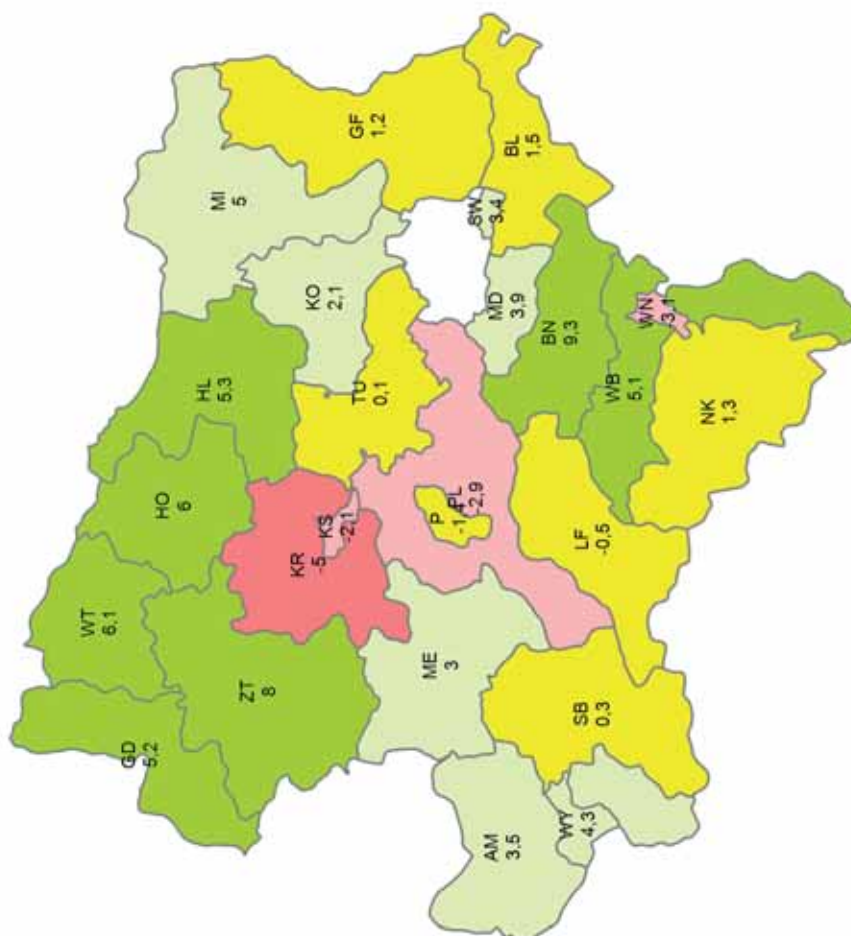 WT
6,1
GD
5,2
HO
6
HL
5,3
MI
5
ZT
8
KR
-5
KO
2,1
KS
-2,1
GF
1,2
TU
0,1
ME
3
P
-1,4
PL
-2,9
SW
3,4
AM
3,5
MD
3,9
BL
1,5
BN
9,3
WY
4,3
SB
0,3
LF
-0,5
WB
5,1
WN
-3,1
NK
1,3